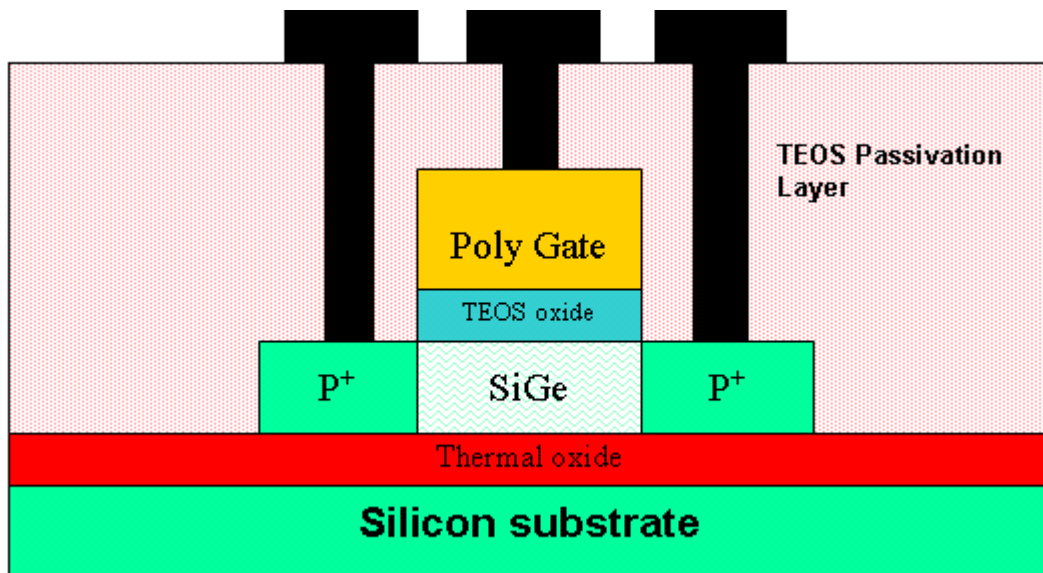 TEOS Passivation
Layer
Poly Gate
TEOS oxide
P⁺
SiGe
P⁺
Thermal oxide
Silicon substrate